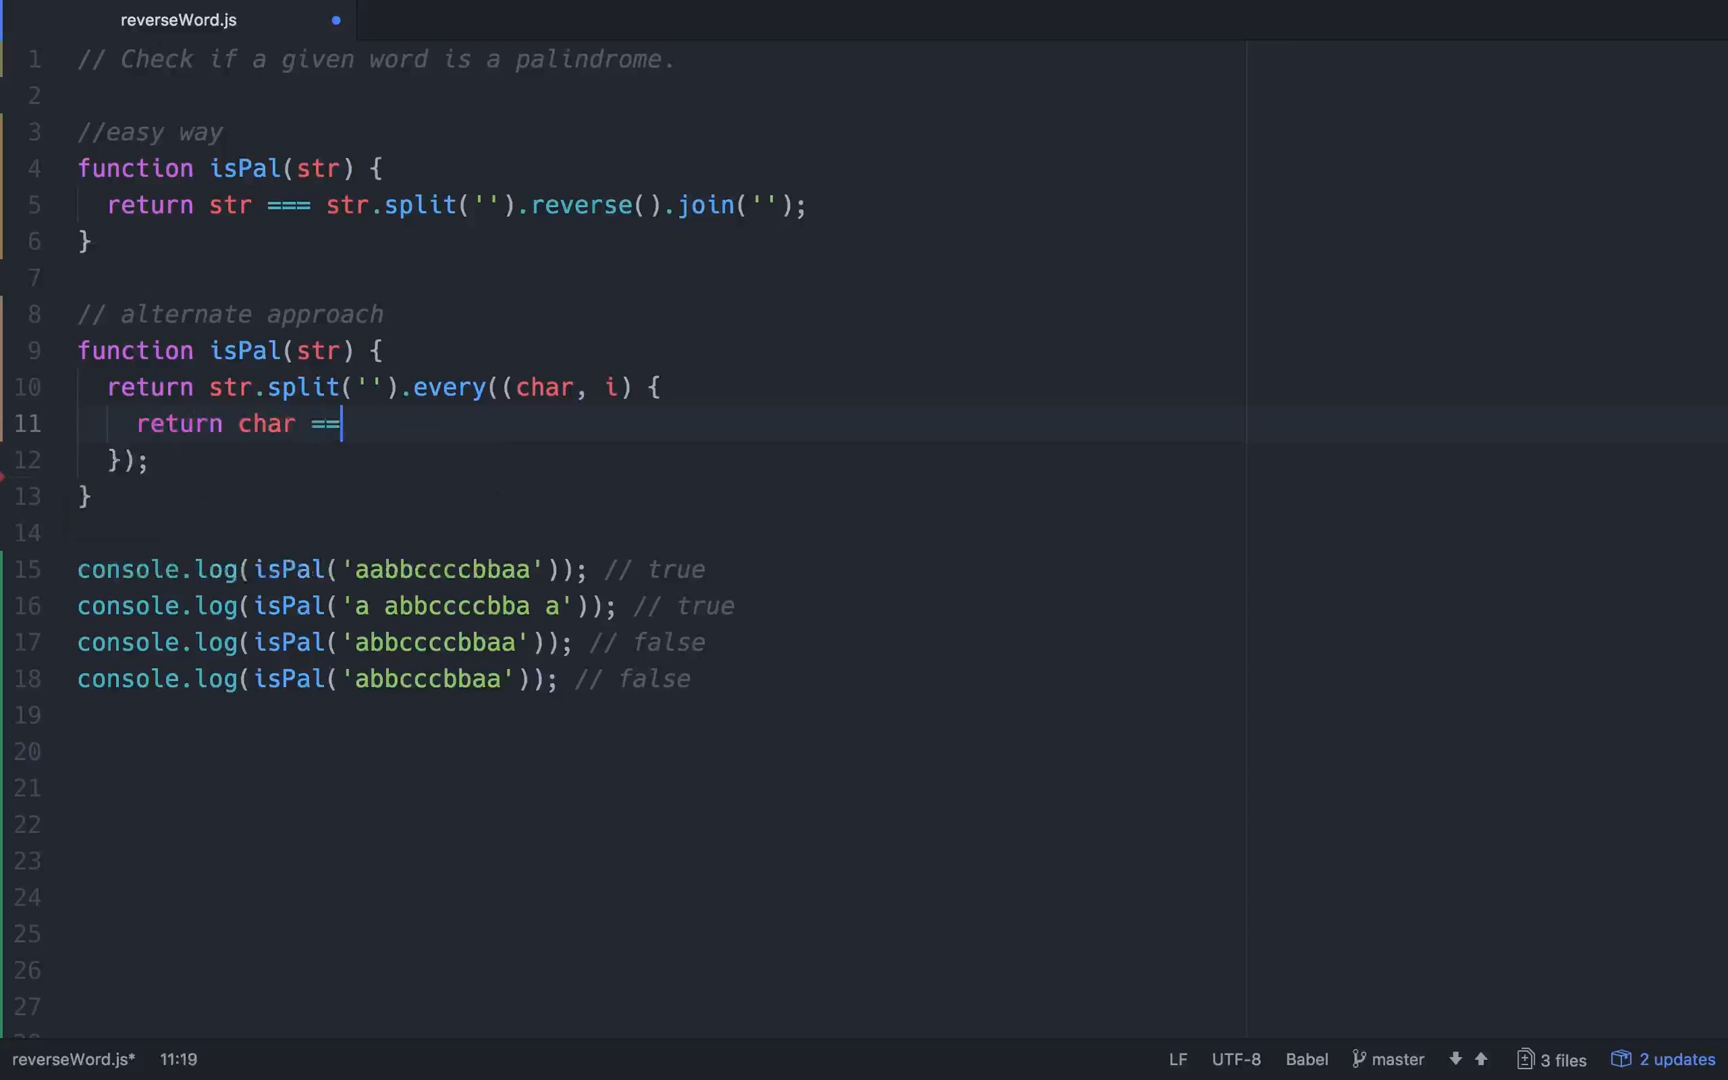 reverseWord.js
1 // Check if a given word is a palindrome.
2
3 //easy way
4 function isPal(str) {
5 return str === str.split('').reverse().join('');
6 }
7
8 // alternate approach
9 function isPal(str) {
10 return str.split('').every((char, i) {
11 return char ==
12 });
13 }
14
15 console.log(isPal('aabbccccbbaa')); // true
16 console.log(isPal('a abbccccbba a')); // true
17 console.log(isPal('abbccccbbaa')); // false
18 console.log(isPal('abbcccbbaa')); // false
19
20
21
22
23
24
25
26
27
reverseWord.js* 11:19 LF UTF-8 Babel master 3 files 2 updates